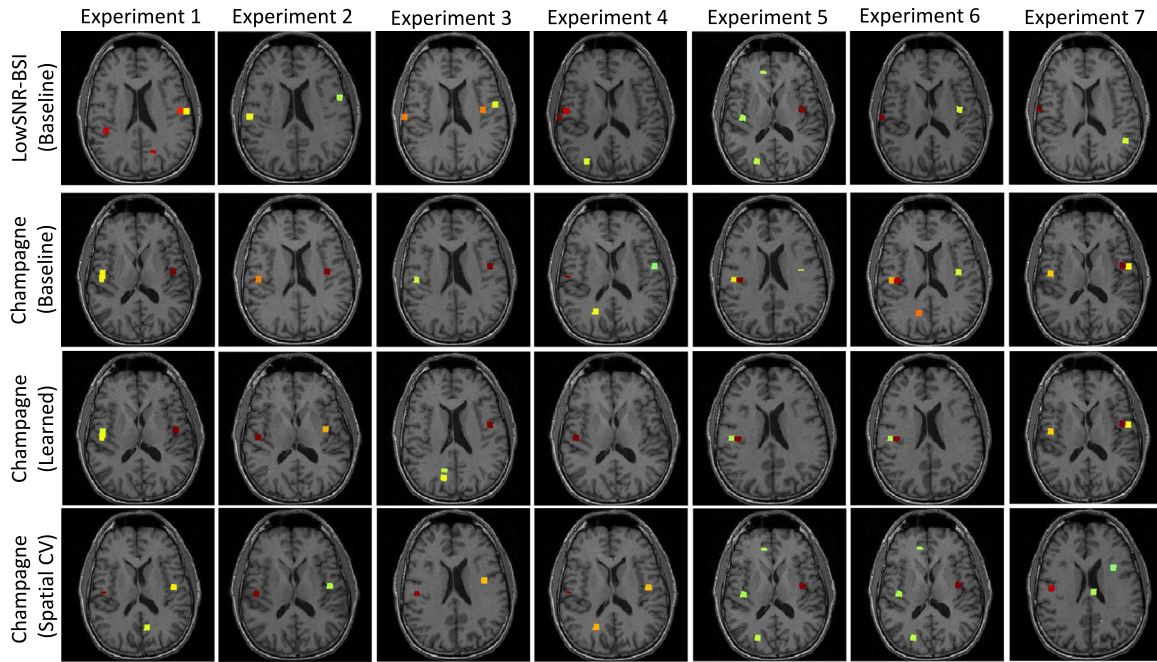 Experiment 1
Experiment 2
Experiment 3
Experiment 4
Experiment 5
Experiment 6
Experiment 7
LowSNR-BSI
(Baseline)
Champagne
(Baseline)
Champagne
(Learned)
Champagne
(Spatial CV)